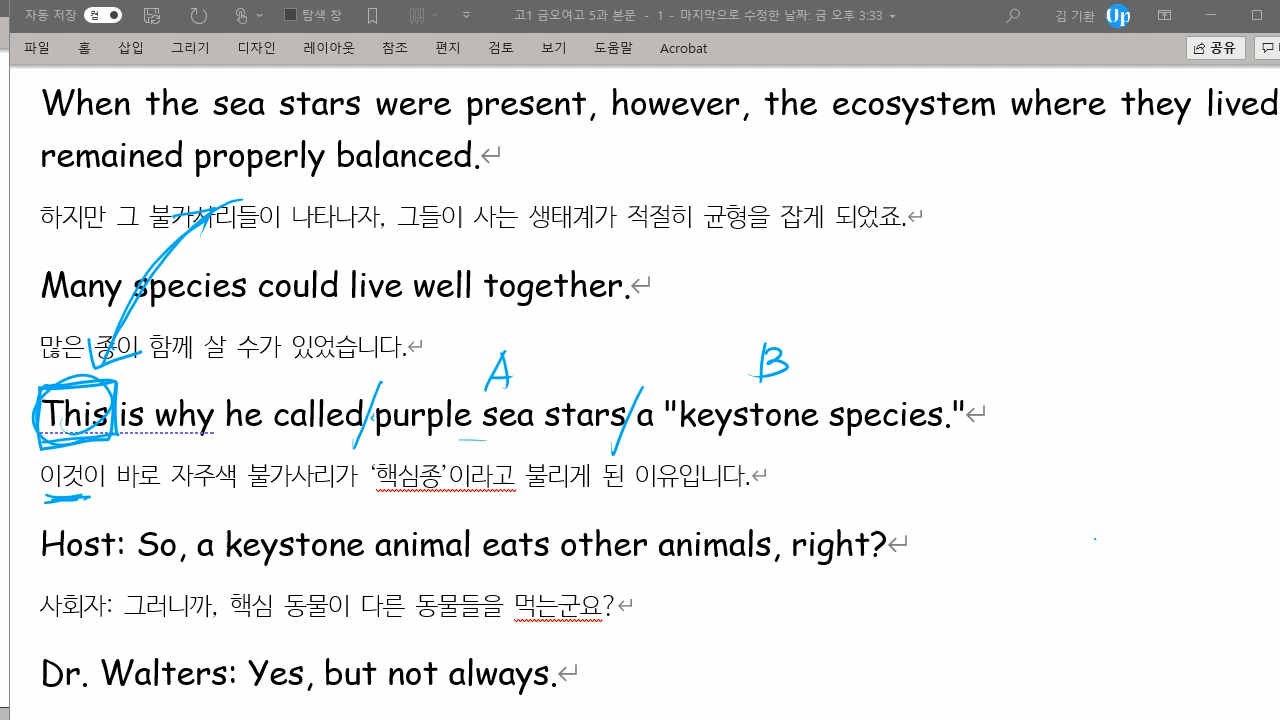 자동 저장 컴 탐색 창 고1 금오여고 5과 본문 - 1 - 마지막으로 수정한 날짜: 금 오후 3:33 김 기환 Up
파일 홈 삽입 그리기 디자인 레이아웃 참조 편지 검토 보기 도움말 Acrobat 공유
When the sea stars were present, however, the ecosystem where they lived
remained properly balanced.
하지만 그 불가사리들이 나타나자, 그들이 사는 생태계가 적절히 균형을 잡게 되었죠.
Many species could live well together.
많은 종이 함께 살 수가 있었습니다.
A B
This is why he called purple sea stars a "keystone species."
이것이 바로 자주색 불가사리가 ‘핵심종’이라고 불리게 된 이유입니다.
Host: So, a keystone animal eats other animals, right?
사회자: 그러니까, 핵심 동물이 다른 동물들을 먹는군요?
Dr. Walters: Yes, but not always.